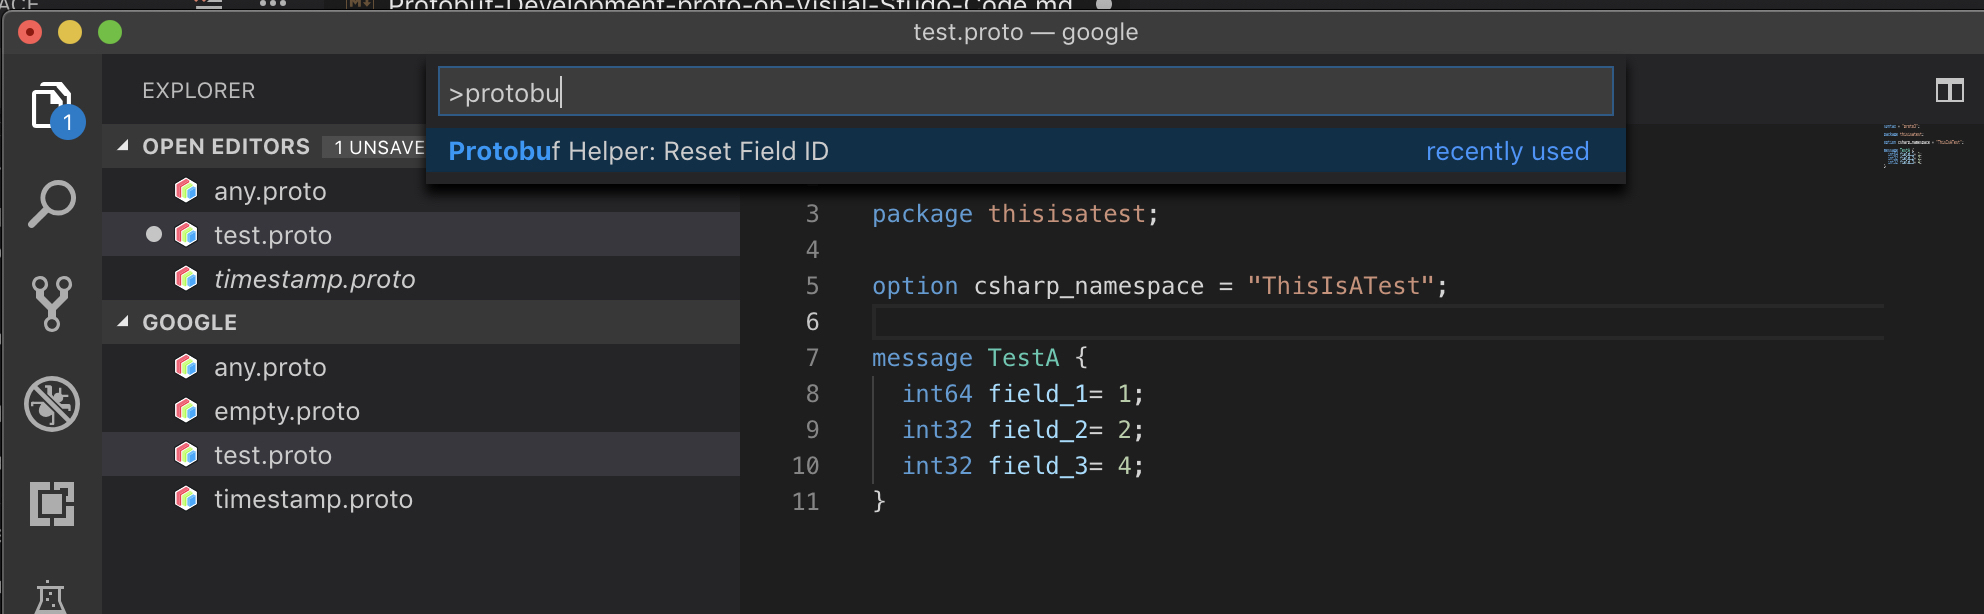 Protobuf-Development-proto-on-Visual-Studo-Code.md
test.proto — google
EXPLORER
>protobu
OPEN EDITORS
1 UNSAVE
Protobuf Helper: Reset Field ID
recently used
any.proto
test.proto
timestamp.proto
GOOGLE
any.proto
empty.proto
test.proto
timestamp.proto
1
3 package thisisatest;
4
5 option csharp_namespace = "ThisIsATest";
6
7 message TestA {
8 int64 field_1= 1;
9 int32 field_2= 2;
10 int32 field_3= 4;
11 }